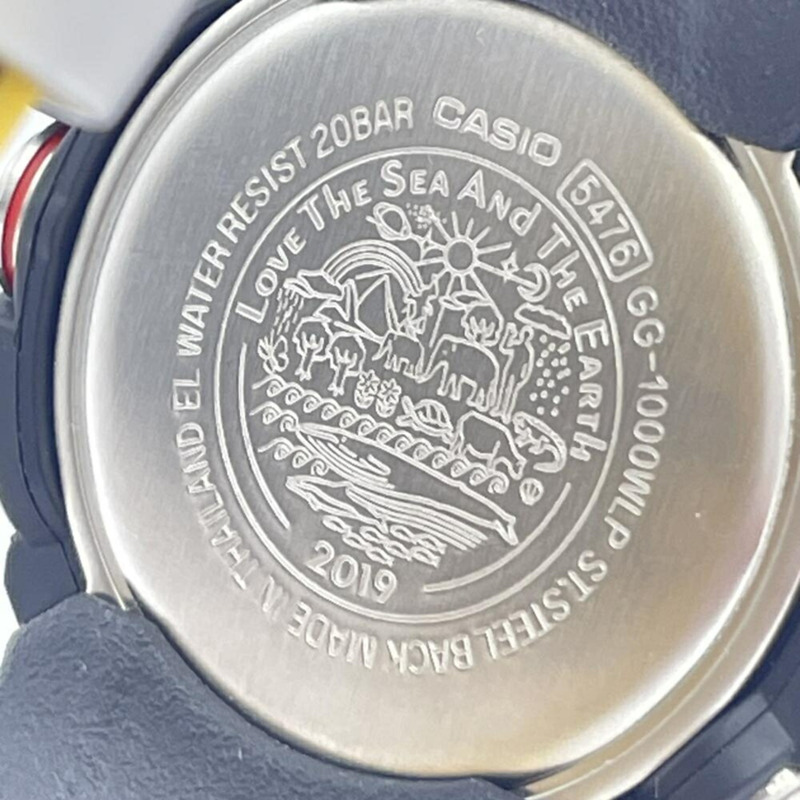 CASIO 5476 GG-1000WLP ST.STEEL BACK MADE IN THAILAND EL WATER RESIST 20BAR
LOVE THE SEA AND THE EARTH
2019